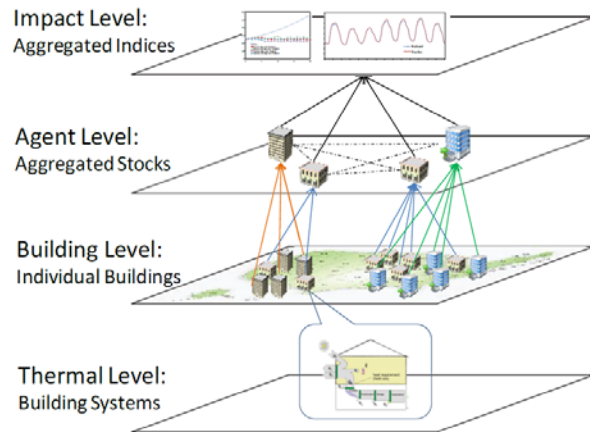 Impact Level:
Aggregated Indices
Agent Level:
Aggregated Stocks
Building Level:
Individual Buildings
Thermal Level:
Building Systems